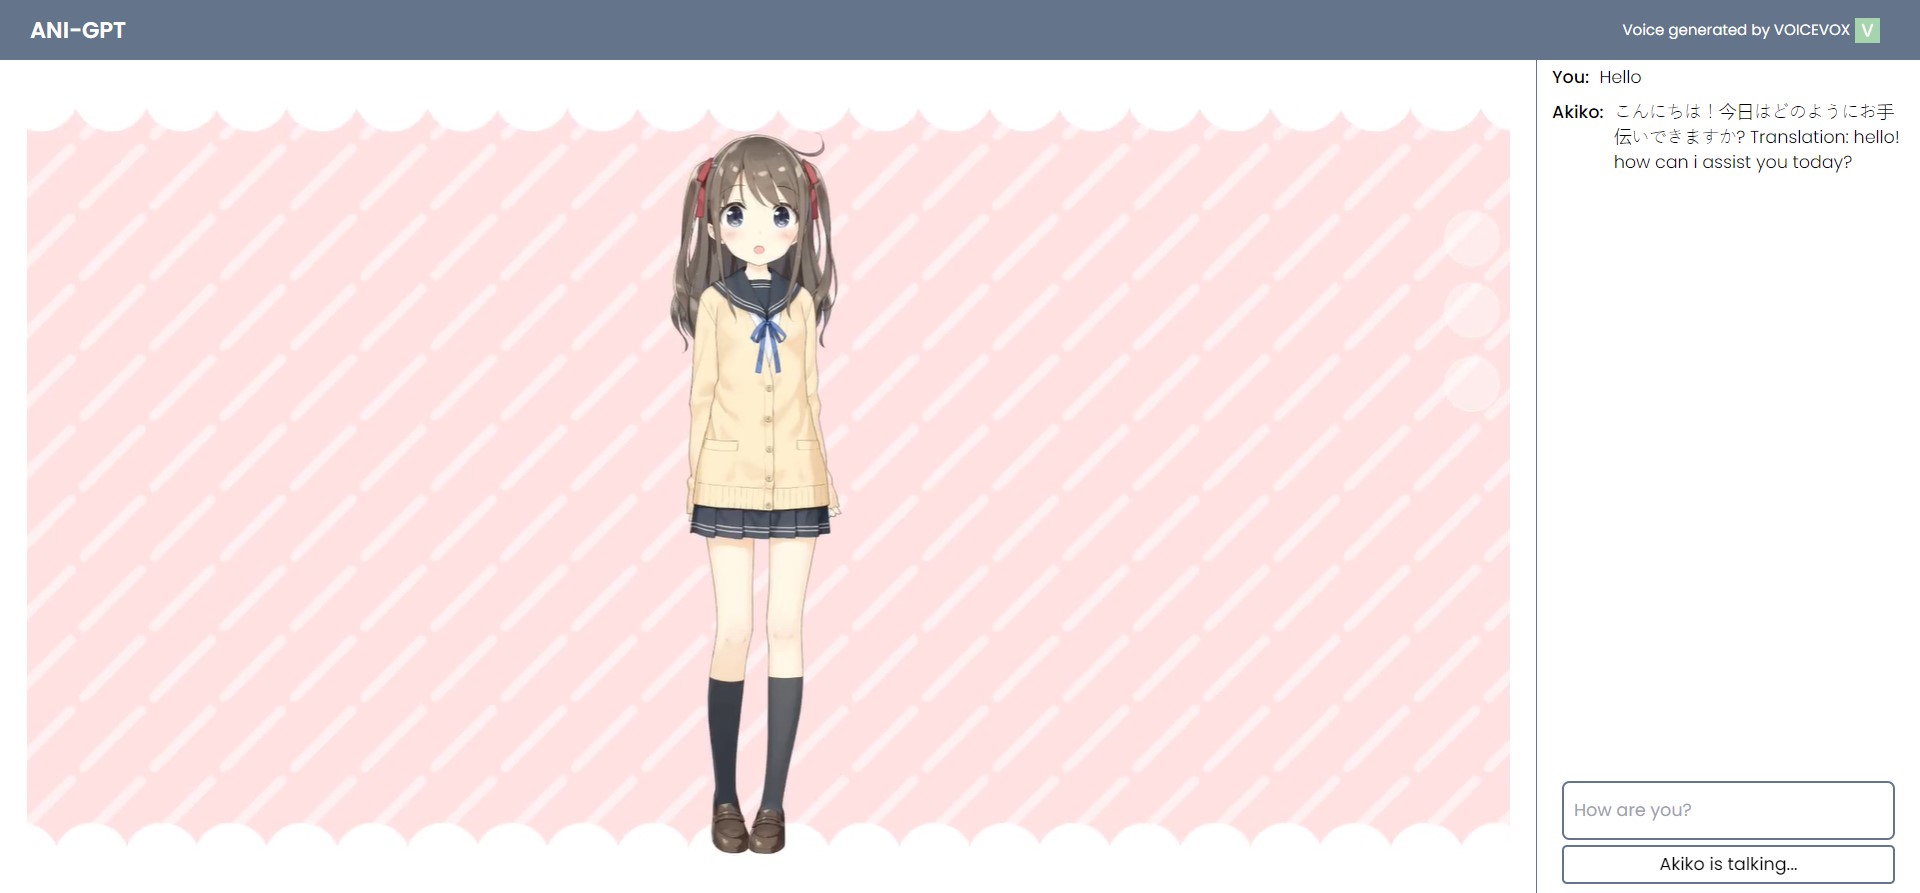 ANI-GPT
Voice generated by VOICEVOX V
You: Hello
Akiko: こんにちは！今日はどのようにお手
伝いできますか? Translation: hello!
how can i assist you today?
How are you?
Akiko is talking...